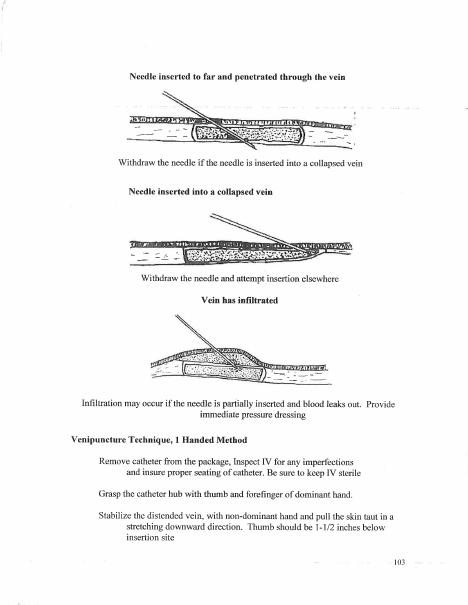 Needle inserted to far and penetrated through the vein
Withdraw the needle if the needle is inserted into a collapsed vein
Needle inserted into a collapsed vein
Withdraw the needle and attempt insertion elsewhere
Vein has infiltrated
Infiltration may occur if the needle is partially inserted and blood leaks out. Provide
immediate pressure dressing
Venipuncture Technique, 1 Handed Method
Remove catheter from the package, Inspect IV for any imperfections
and insure proper seating of catheter. Be sure to keep IV sterile
Grasp the catheter hub with thumb and forefinger of dominant hand.
Stabilize the distended vein, with non-dominant hand and pull the skin taut in a
stretching downward direction. Thumb should be 1-1/2 inches below
insertion site
103